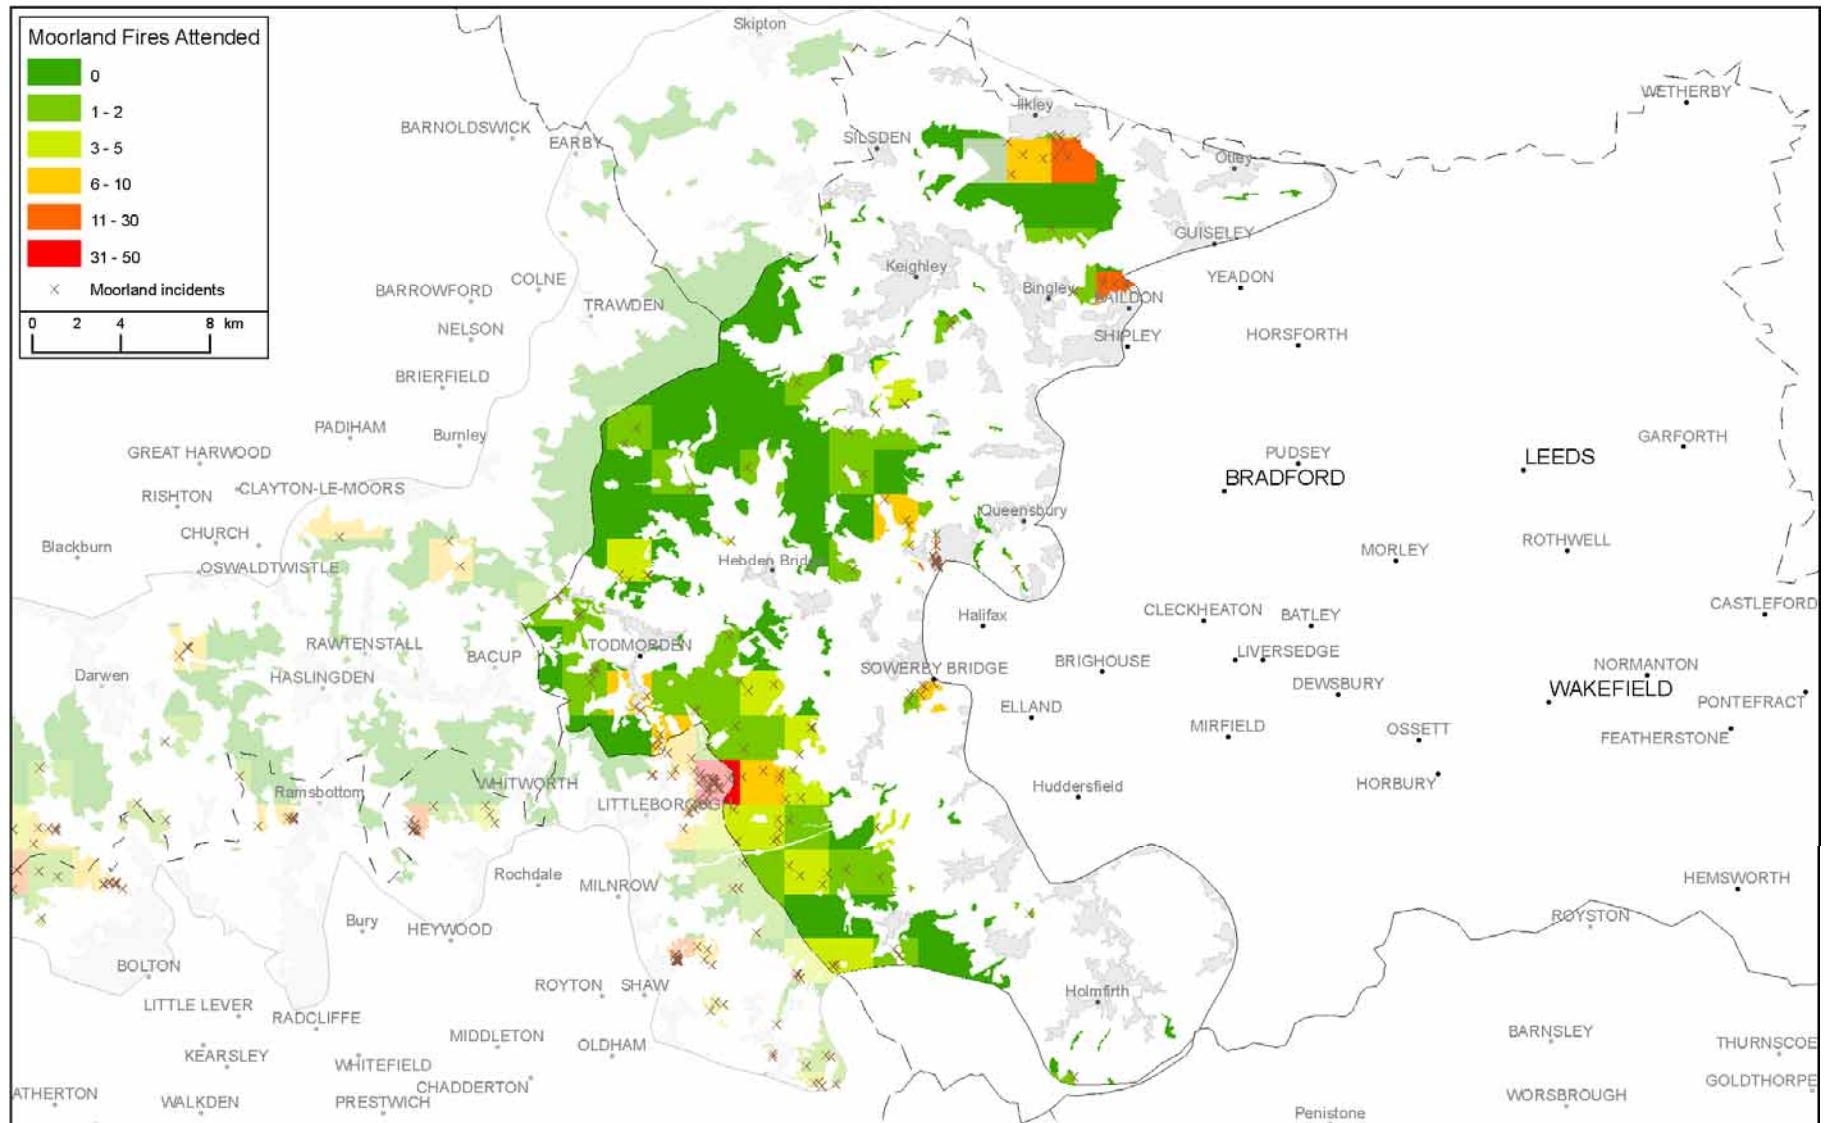 Moorland Fires Attended
0
1 - 2
3 - 5
6 - 10
11 - 30
31 - 50
Moorland incidents
0 2 4 8 km
Skipton
WETHERBY
Ilkley
BARNOLDSWICK
EARBY
SILSDEN
Otley
GUISELEY
Keighley
YEADON
COLNE
BARROWFORD
Bingley
BAILDON
TRAWDEN
NELSON
SHIPLEY
HORSFORTH
BRIERFIELD
PADIHAM
Burnley
GARFORTH
GREAT HARWOOD
PUDSEY
LEEDS
BRADFORD
CLAYTON-LE-MOORS
RISHTON
Queensbury
CHURCH
ROTHWELL
Blackburn
MORLEY
Hebden Bridge
OSWALDTWISTLE
CASTLEFORD
CLECKHEATON
BATLEY
Halifax
RAWTENSTALL
TODMORDEN
LIVERSEDGE
BACUP
BRIGHOUSE
NORMANTON
SOWERBY BRIDGE
Darwen
HASLINGDEN
DEWSBURY
WAKEFIELD
PONTEFRACT
ELLAND
MIRFIELD
OSSETT
FEATHERSTONE
WHITWORTH
HORBURY
Huddersfield
Ramsbottom
LITTLEBOROUG
Rochdale
HEMSWORTH
MILNROW
ROYSTON
Bury
HEYWOOD
BOLTON
ROYTON SHAW
Holmfirth
LITTLE LEVER
RADCLIFFE
BARNSLEY
MIDDLETON
OLDHAM
THURNSCOE
KEARSLEY
WHITEFIELD
GOLDTHORPE
CHADDERTON
ATHERTON
WORSBROUGH
WALKDEN
PRESTWICH
Penistone